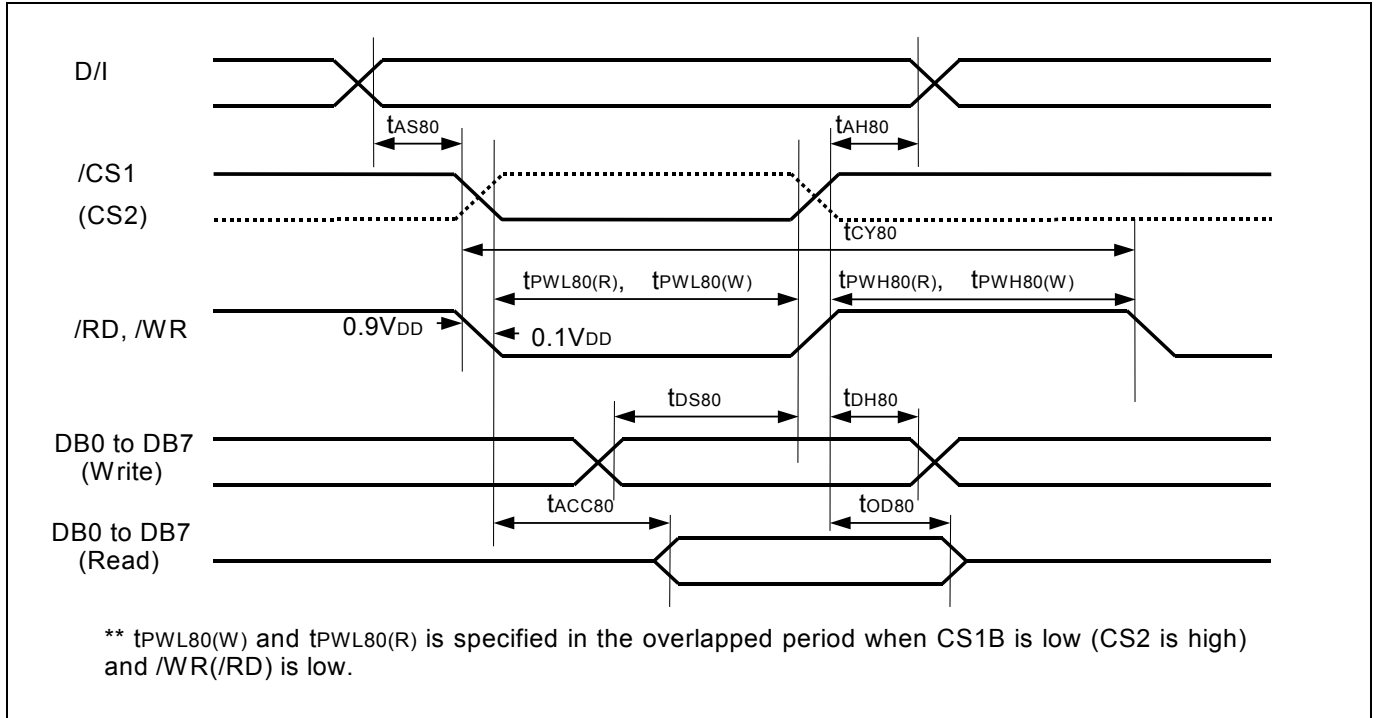 D/I
tAS80
tAH80
/CS1
(CS2)
tCY80
tPWL80(R), tPWL80(W)
tPWH80(R), tPWH80(W)
/RD, /WR
0.9VDD
0.1VDD
tDS80
tDH80
DB0 to DB7
(Write)
tACC80
tOD80
DB0 to DB7
(Read)
** tPWL80(W) and tPWL80(R) is specified in the overlapped period when CS1B is low (CS2 is high)
and /WR(/RD) is low.